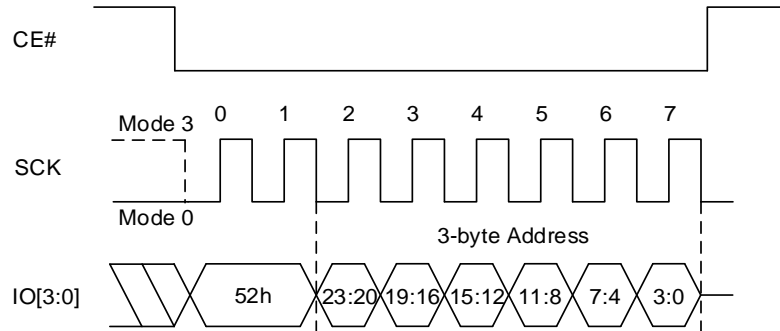 CE#
0 1 2 3 4 5 6 7
Mode 3
SCK
Mode 0
3-byte Address
IO[3:0] 52h 23:20 19:16 15:12 11:8 7:4 3:0